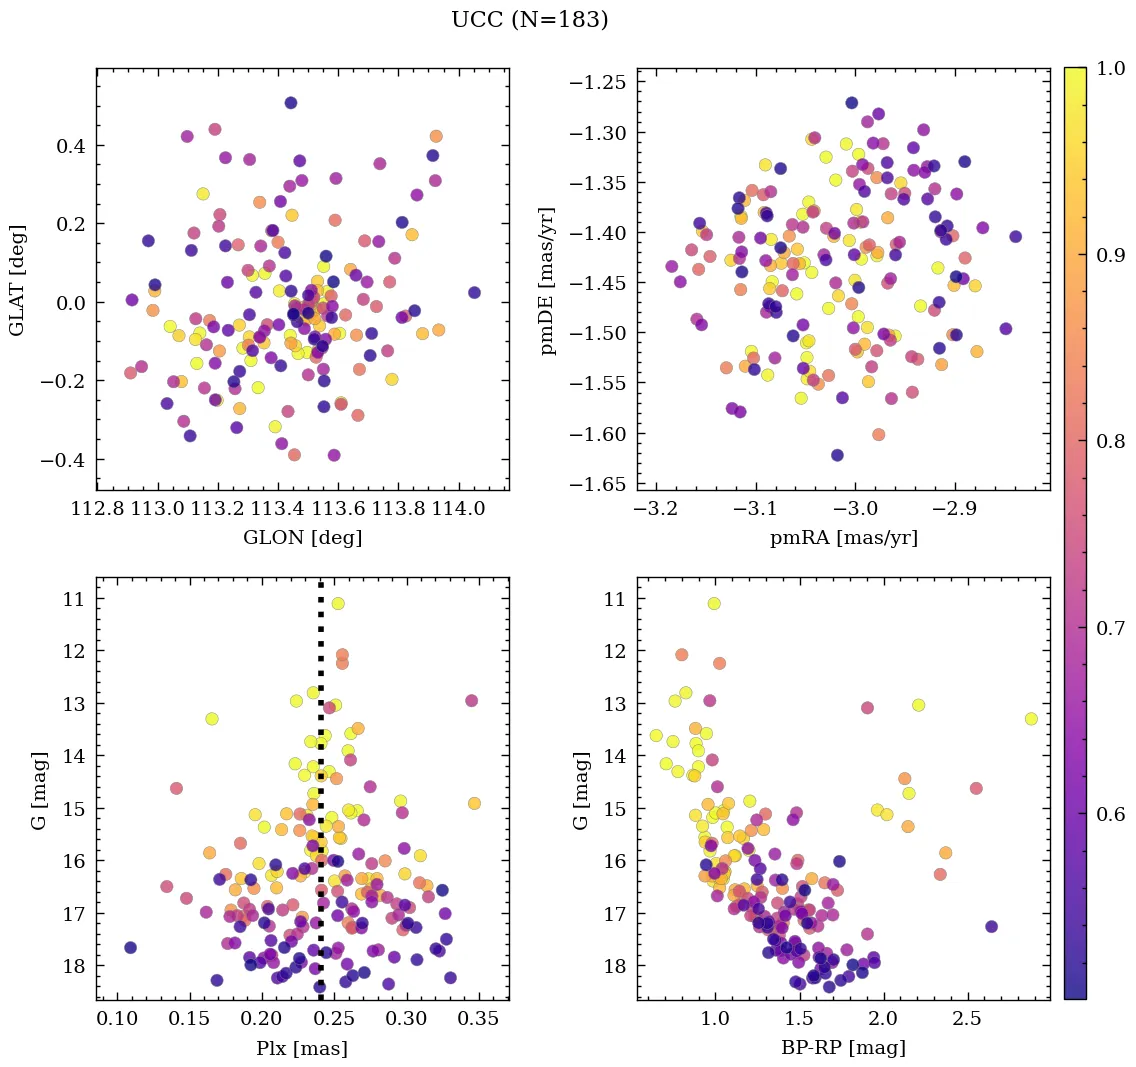 UCC (N=183)
0.4
0.2
0.0
−0.2
−0.4
GLAT [deg]
112.8 113.0 113.2 113.4 113.6 113.8 114.0
GLON [deg]
−1.25
−1.30
−1.35
−1.40
−1.45
−1.50
−1.55
−1.60
−1.65
pmDE [mas/yr]
−3.2 −3.1 −3.0 −2.9
pmRA [mas/yr]
1.0
0.9
0.8
0.7
0.6
11
12
13
14
15
16
17
18
G [mag]
0.10 0.15 0.20 0.25 0.30 0.35
Plx [mas]
11
12
13
14
15
16
17
18
G [mag]
1.0 1.5 2.0 2.5
BP-RP [mag]